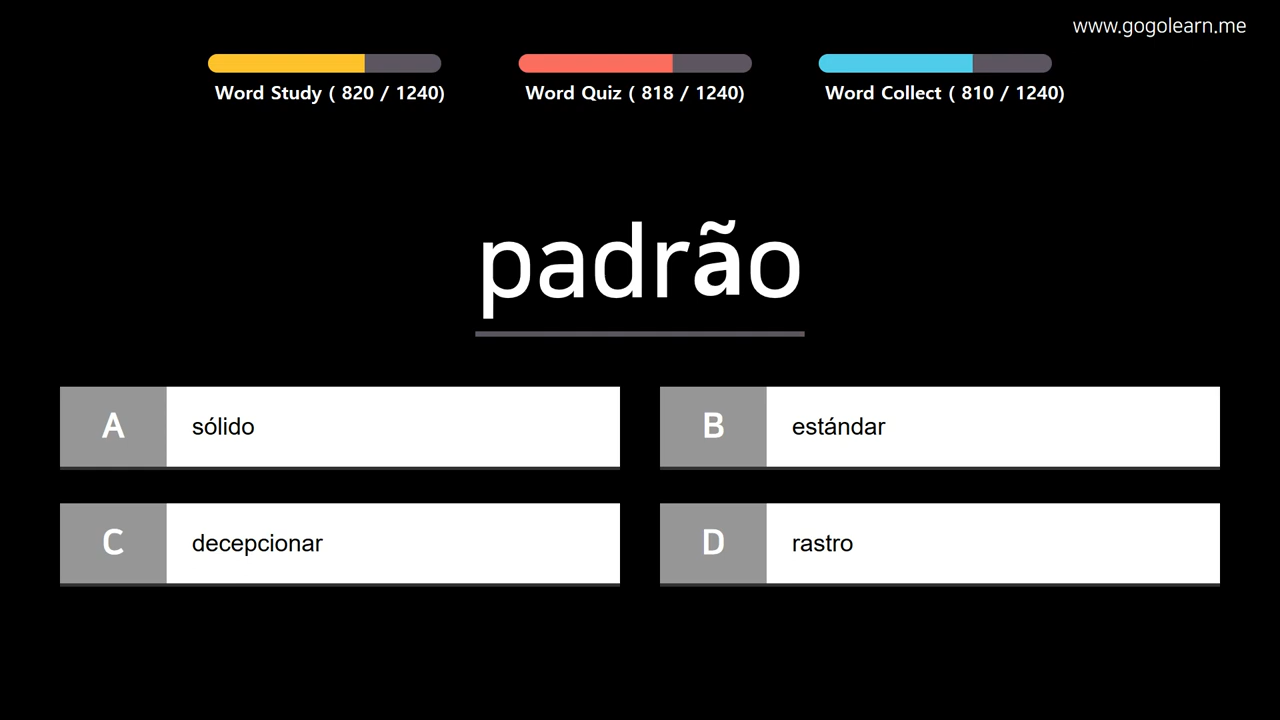 www.gogolearn.me
Word Study ( 820 / 1240)
Word Quiz ( 818 / 1240)
Word Collect ( 810 / 1240)
padrão
A sólido
B estándar
C decepcionar
D rastro